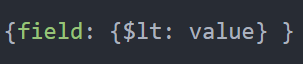 {field: {$lt: value} }